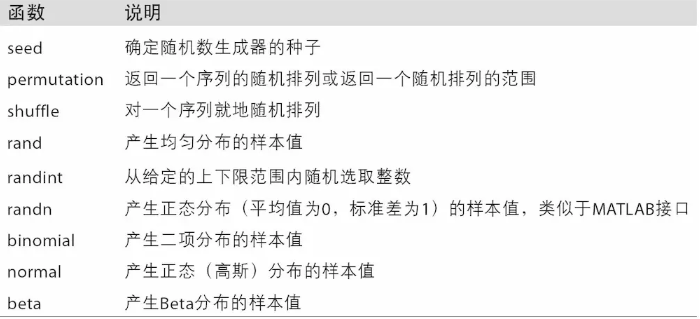 函数 说明
seed 确定随机数生成器的种子
permutation 返回一个序列的随机排列或返回一个随机排列的范围
shuffle 对一个序列就地随机排列
rand 产生均匀分布的样本值
randint 从给定的上下限范围内随机选取整数
randn 产生正态分布（平均值为0，标准差为1）的样本值，类似于MATLAB接口
binomial 产生二项分布的样本值
normal 产生正态（高斯）分布的样本值
beta 产生Beta分布的样本值